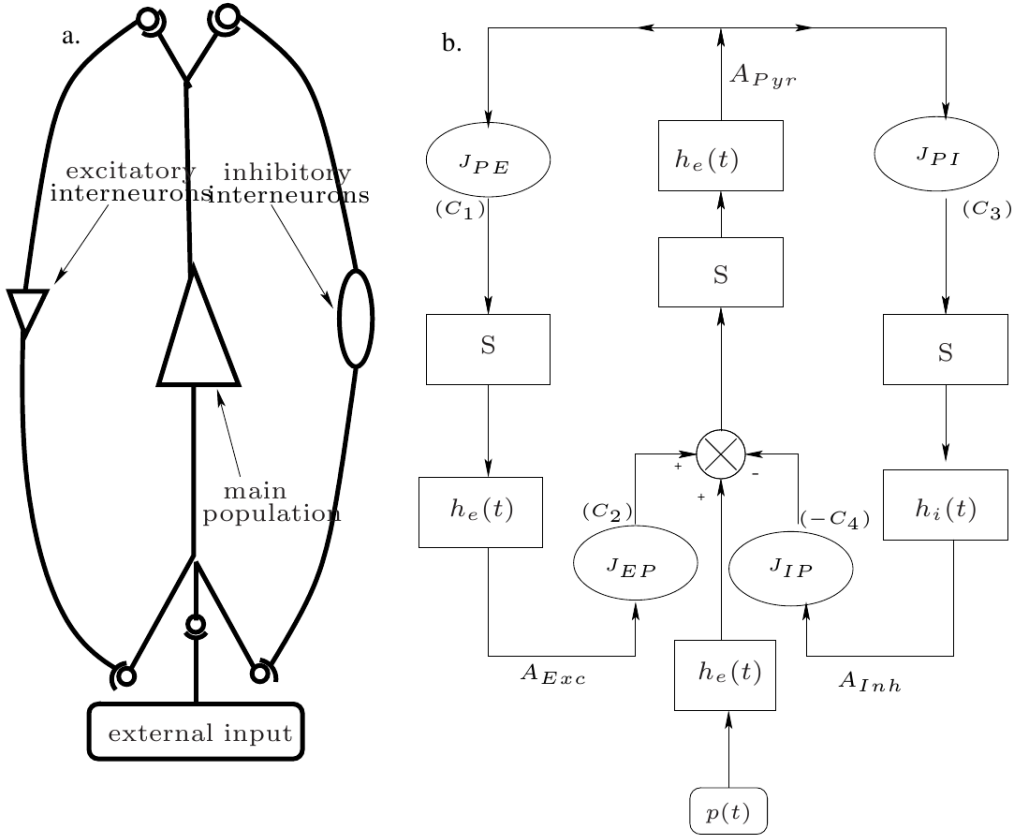 a.
excitatory
interneurons
inhibitory
interneurons
main
population
external input
b.
A_{Pyr}
J_{PE}
(C_1)
h_e(t)
J_{PI}
(C_3)
S
S
S
h_e(t)
(C_2)
J_{EP}
+
+
-
(-C_4)
J_{IP}
h_i(t)
A_{Exc}
h_e(t)
A_{Inh}
p(t)